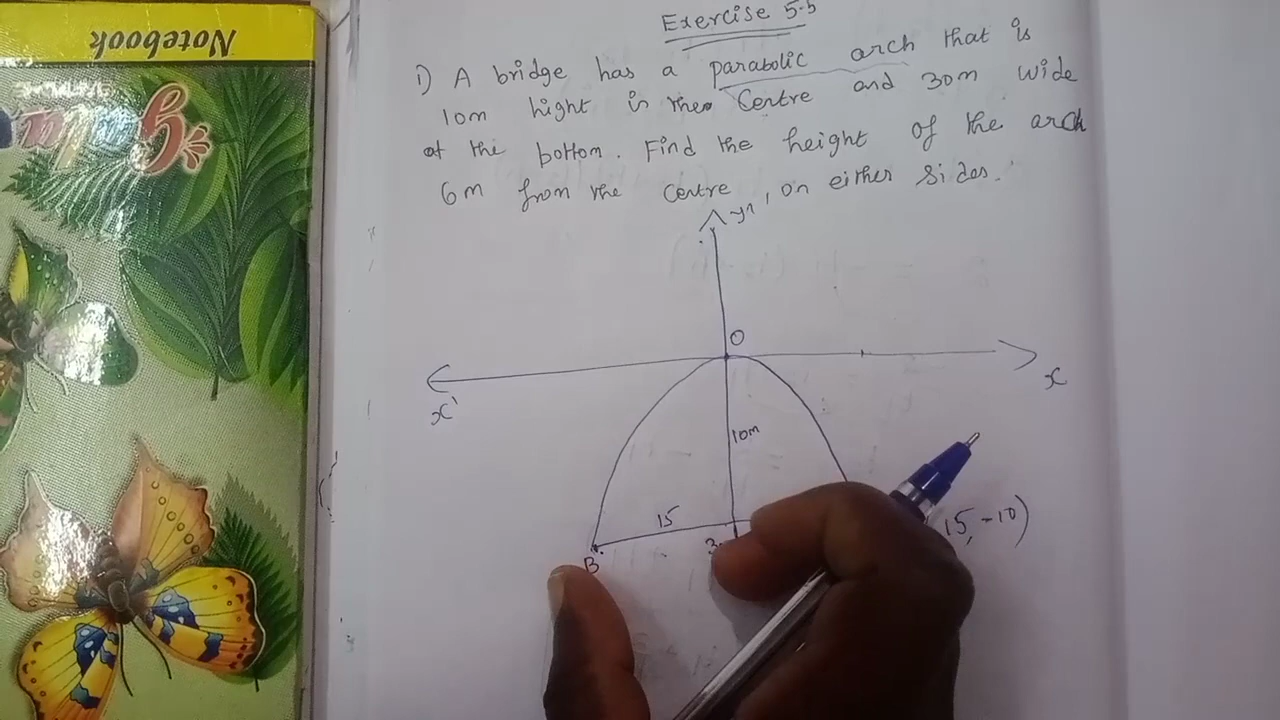 Notebook
Gola
Exercise 5.5
1) A bridge has a parabolic arch that is
10m hight in the centre and 30m wide
at the bottom. Find the height of the arch
6m from the centre, on either sides.
y
O
x'
x
10m
15
15, -10)
3
B